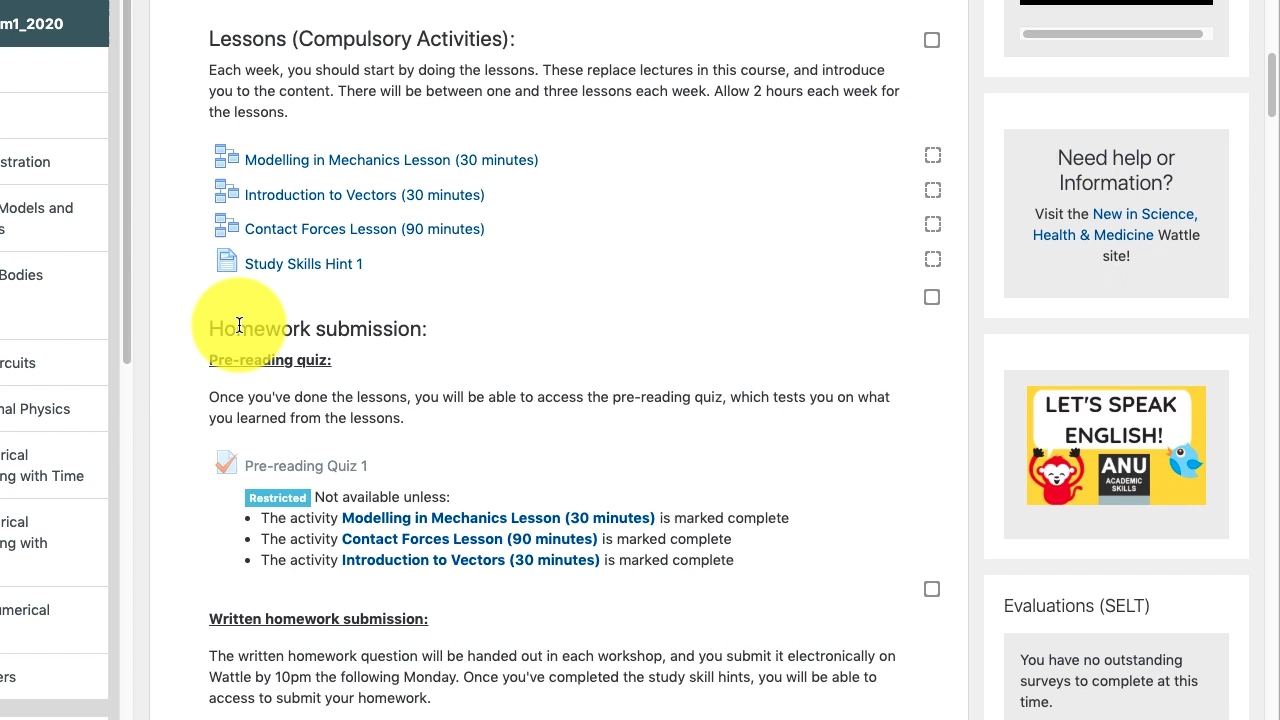 m1_2020
stration
Models and
s
Bodies
rcuits
nal Physics
rical
ng with Time
rical
ng with
umerical
ers
Lessons (Compulsory Activities):
Each week, you should start by doing the lessons. These replace lectures in this course, and introduce
you to the content. There will be between one and three lessons each week. Allow 2 hours each week for
the lessons.
Modelling in Mechanics Lesson (30 minutes)
Introduction to Vectors (30 minutes)
Contact Forces Lesson (90 minutes)
Study Skills Hint 1
Homework submission:
Pre-reading quiz:
Once you've done the lessons, you will be able to access the pre-reading quiz, which tests you on what
you learned from the lessons.
Pre-reading Quiz 1
Restricted Not available unless:
• The activity Modelling in Mechanics Lesson (30 minutes) is marked complete
• The activity Contact Forces Lesson (90 minutes) is marked complete
• The activity Introduction to Vectors (30 minutes) is marked complete
Written homework submission:
The written homework question will be handed out in each workshop, and you submit it electronically on
Wattle by 10pm the following Monday. Once you've completed the study skill hints, you will be able to
access to submit your homework.
Need help or
Information?
Visit the New in Science,
Health & Medicine Wattle
site!
LET'S SPEAK
ENGLISH!
ANU
ACADEMIC
SKILLS
Evaluations (SELT)
You have no outstanding
surveys to complete at this
time.